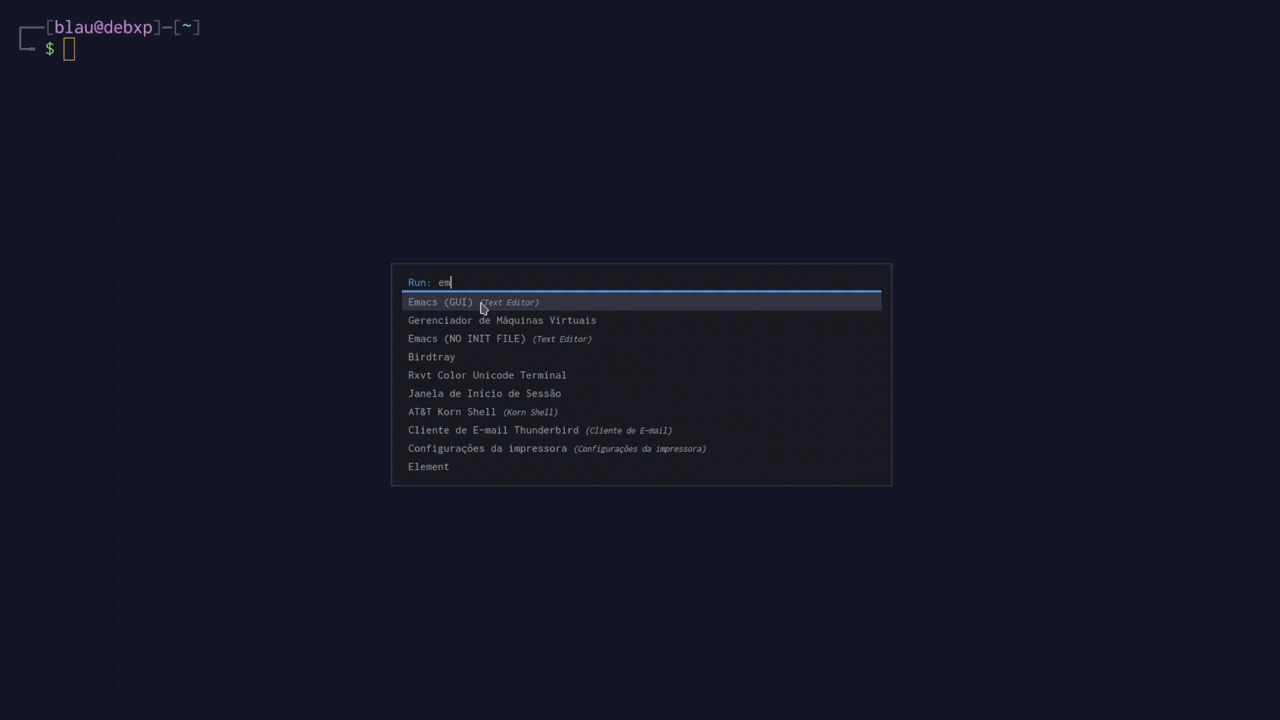 [blau@debxp]-[~]
$
Run: em
Emacs (GUI) (Text Editor)
Gerenciador de Máquinas Virtuais
Emacs (NO INIT FILE) (Text Editor)
Birdtray
Rxvt Color Unicode Terminal
Janela de Início de Sessão
AT&T Korn Shell (Korn Shell)
Cliente de E-mail Thunderbird (Cliente de E-mail)
Configurações da impressora (Configurações da impressora)
Element